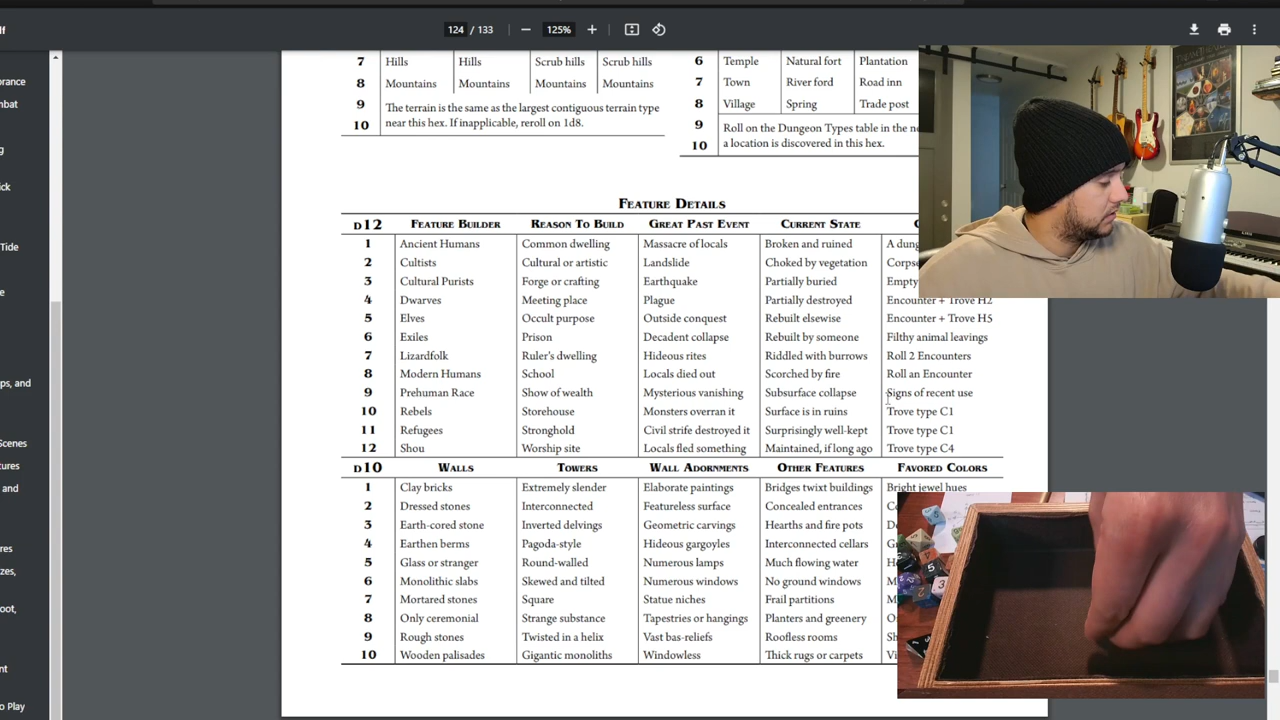 lf
124 / 133
125%
orance
mbat
g
ick
Tide
e
ps, and
Scenes
tures
and
res
zes,
oot,
nt
o Play
7 Hills Hills Scrub hills Scrub hills
8 Mountains Mountains Mountains Mountains
9 The terrain is the same as the largest contiguous terrain type
10 near this hex. If inapplicable, reroll on 1d8.
6 Temple Natural fort Plantation
7 Town River ford Road inn
8 Village Spring Trade post
9 Roll on the Dungeon Types table in the
10 a location is discovered in this hex.
Feature Details
D12 Feature Builder Reason To Build Great Past Event Current State
1 Ancient Humans Common dwelling Massacre of locals Broken and ruined A
2 Cultists Cultural or artistic Landslide Choked by vegetation
3 Cultural Purists Forge or crafting Earthquake Partially buried Empty
4 Dwarves Meeting place Plague Partially destroyed Encounter + Trove H2
5 Elves Occult purpose Outside conquest Rebuilt elsewhere Encounter + Trove H5
6 Exiles Prison Decadent collapse Rebuilt by someone Filthy animal leavings
7 Lizardfolk Ruler's dwelling Hideous rites Riddled with burrows Roll 2 Encounters
8 Modern Humans School Locals died out Scorched by fire Roll an Encounter
9 Prehuman Race Show of wealth Mysterious vanishing Subsurface collapse Signs of recent use
10 Rebels Storehouse Monsters overran it Surface is in ruins Trove type C1
11 Refugees Stronghold Civil strife destroyed it Surprisingly well-kept Trove type C1
12 Shou Worship site Locals fled something Maintained, if long ago Trove type C4
D10 Walls Towers Wall Adornments Other Features Favored Colors
1 Clay bricks Extremely slender Elaborate paintings Bridges twixt buildings Bright jewel hues
2 Dressed stones Interconnected Featureless surface Concealed entrances
3 Earth-cored stone Inverted delvings Geometric carvings Hearths and fire pots
4 Earthen berms Pagoda-style Hideous gargoyles Interconnected cellars
5 Glass or stranger Round-walled Numerous lamps Much flowing water
6 Monolithic slabs Skewed and tilted Numerous windows No ground windows
7 Mortared stones Square Statue niches Frail partitions
8 Only ceremonial Strange substance Tapestries or hangings Planters and greenery
9 Rough stones Twisted in a helix Vast bas-reliefs Roofless rooms
10 Wooden palisades Gigantic monoliths Windowless Thick rugs or carpets